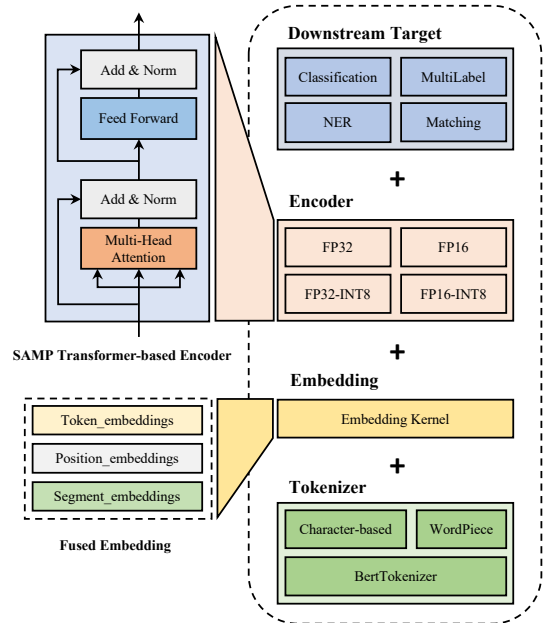 Add & Norm
Feed Forward
Add & Norm
Multi-Head
Attention
SAMP Transformer-based Encoder
Token_embeddings
Position_embeddings
Segment_embeddings
Fused Embedding
Downstream Target
Classification
MultiLabel
NER
Matching
+
Encoder
FP32
FP16
FP32-INT8
FP16-INT8
+
Embedding
Embedding Kernel
+
Tokenizer
Character-based
WordPiece
BertTokenizer